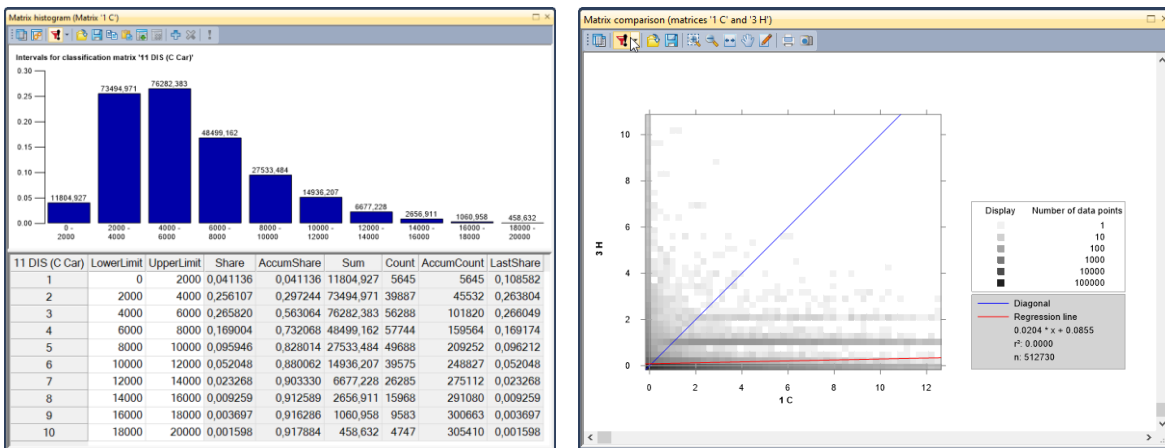 Matrix histogram (Matrix '1 C')
Intervals for classification matrix '11 DIS (C Car)'
0.30
0.25
0.20
0.15
0.10
0.05
0.00
11804,927
73494,971
76282,383
48499,162
27533,484
14936,207
6677,228
2656,911
1060,958
458,632
0 - 2000
2000 - 4000
4000 - 6000
6000 - 8000
8000 - 10000
10000 - 12000
12000 - 14000
14000 - 16000
16000 - 18000
18000 - 20000
11 DIS (C Car) LowerLimit UpperLimit Share AccumShare Sum Count AccumCount LastShare
1 0 2000 0,041136 0,041136 11804,927 5645 5645 0,108582
2 2000 4000 0,256107 0,297244 73494,971 39887 45532 0,263804
3 4000 6000 0,265820 0,563064 76282,383 56288 101820 0,266049
4 6000 8000 0,169004 0,732068 48499,162 57744 159564 0,169174
5 8000 10000 0,095946 0,828014 27533,484 49688 209252 0,096212
6 10000 12000 0,052048 0,880062 14936,207 39575 248827 0,052048
7 12000 14000 0,023268 0,903330 6677,228 26285 275112 0,023268
8 14000 16000 0,009259 0,912589 2656,911 15968 291080 0,009259
9 16000 18000 0,003697 0,916286 1060,958 9583 300663 0,003697
10 18000 20000 0,001598 0,917884 458,632 4747 305410 0,001598
Matrix comparison (matrices '1 C' and '3 H')
3 H
10
8
6
4
2
0
0 2 4 6 8 10 12
1 C
Display Number of data points
1
10
100
1000
10000
100000
Diagonal
Regression line
0.0204 * x + 0.0855
r²: 0.0000
n: 512730